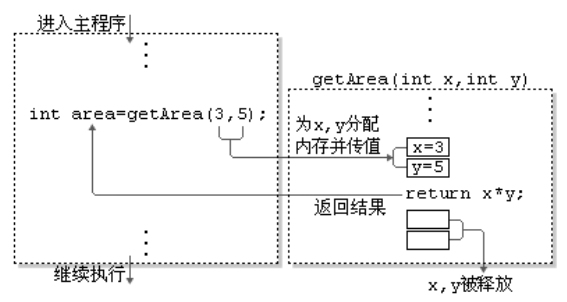 进入主程序
int area=getArea(3,5);
继续执行
getArea(int x,int y)
为x,y分配
内存并传值
x=3
y=5
return x*y;
返回结果
x,y被释放